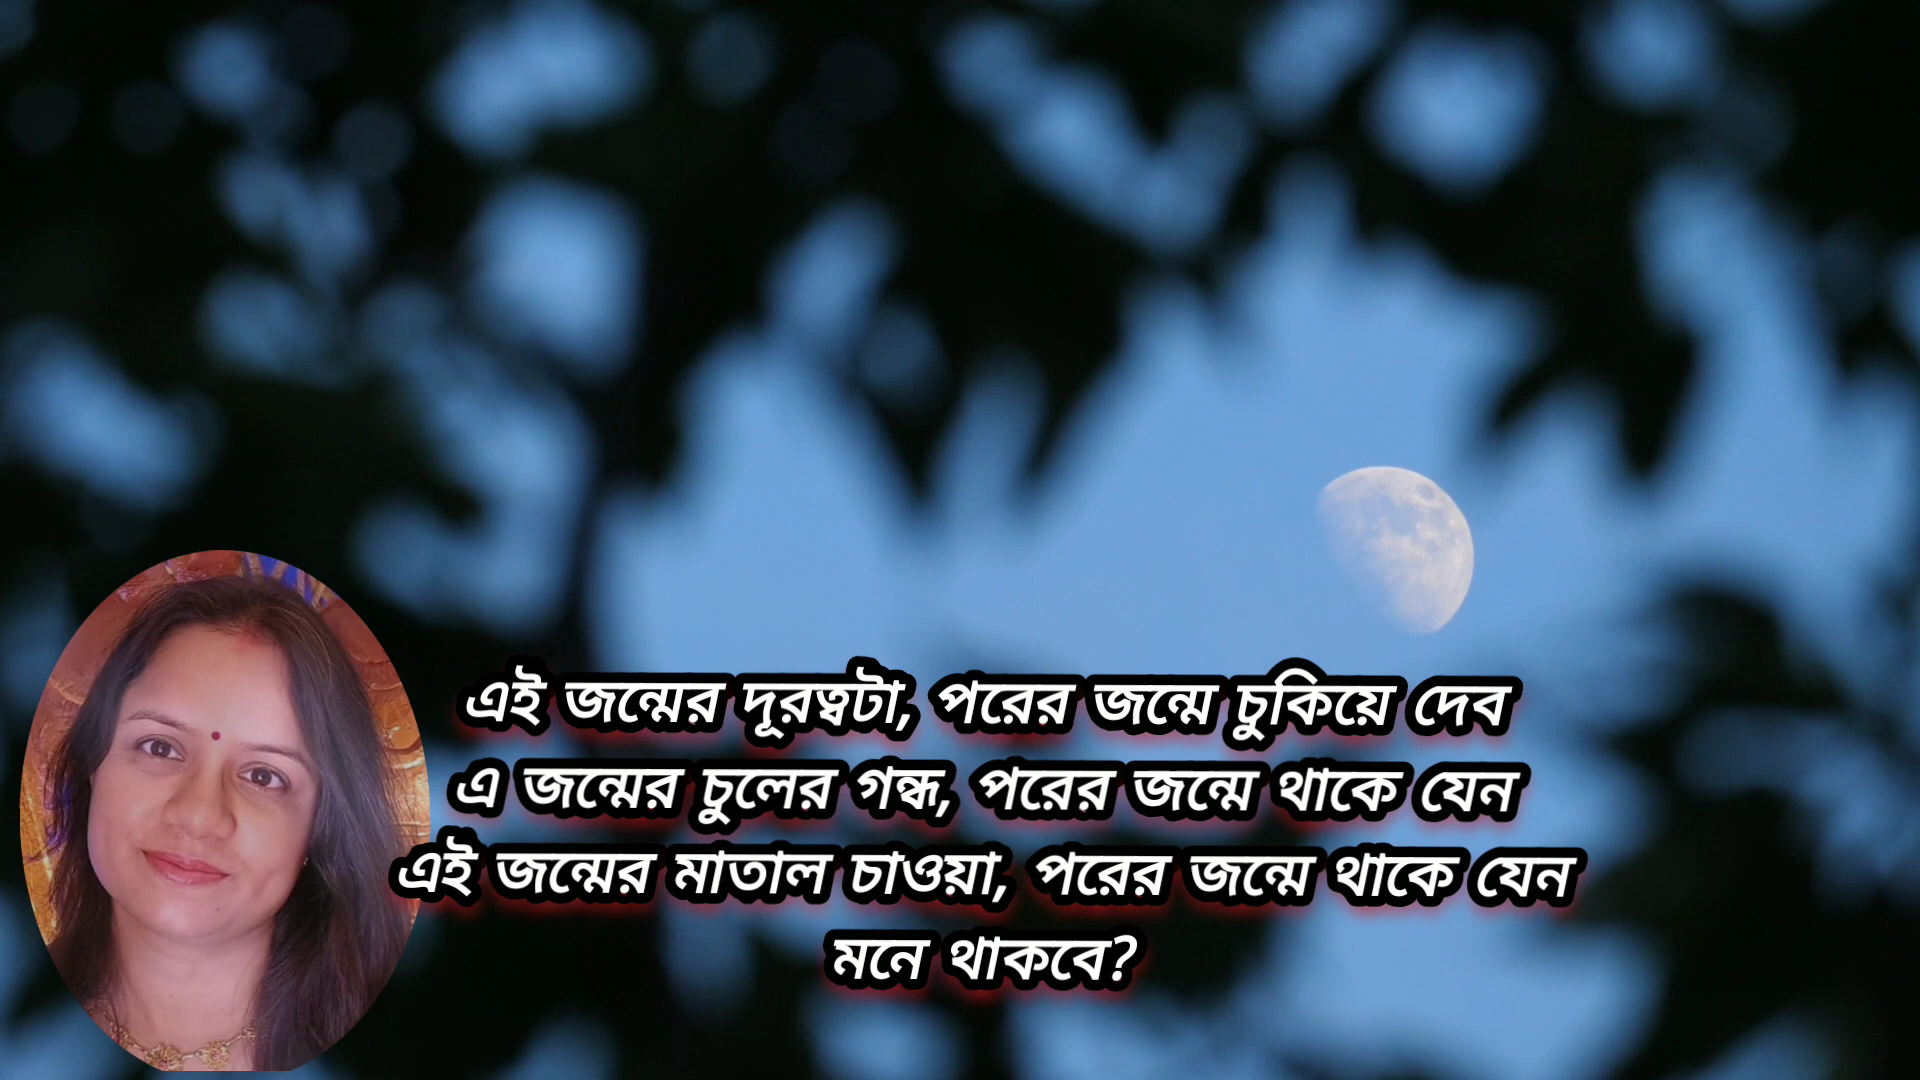 এই জন্মের দূরত্বটা, পরের জন্মে চুকিয়ে দেব
এ জন্মের চুলের গন্ধ, পরের জন্মে থাকে যেন
এই জন্মের মাতাল চাওয়া, পরের জন্মে থাকে যেন
মনে থাকবে?